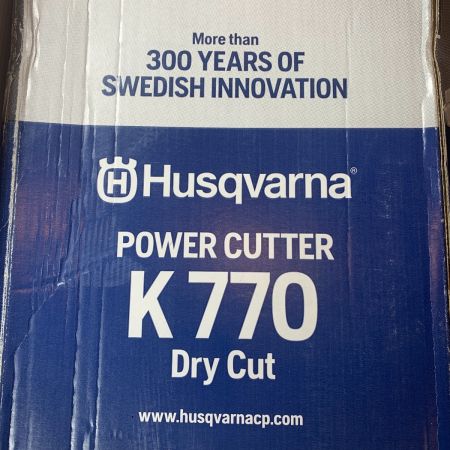 More than
300 YEARS OF
SWEDISH INNOVATION
Husqvarna®
POWER CUTTER
K 770
Dry Cut
www.husqvarnacp.com